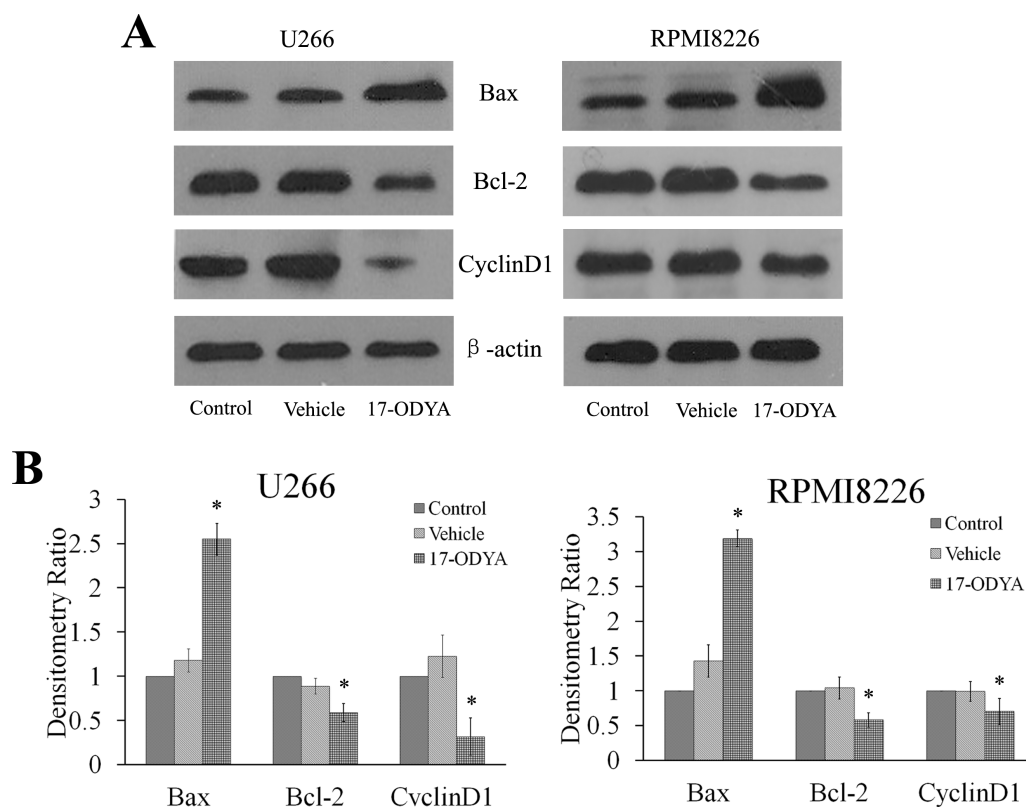 A
U266
RPMI8226
Bax
Bcl-2
CyclinD1
β-actin
Control Vehicle 17-ODYA
Control Vehicle 17-ODYA
B
U266
Densitometry Ratio
3
2.5
2
1.5
1
0.5
0
Control
Vehicle
17-ODYA
*
*
*
Bax Bcl-2 CyclinD1
RPMI8226
Densitometry Ratio
3.5
3
2.5
2
1.5
1
0.5
0
Control
Vehicle
17-ODYA
*
*
*
Bax Bcl-2 CyclinD1